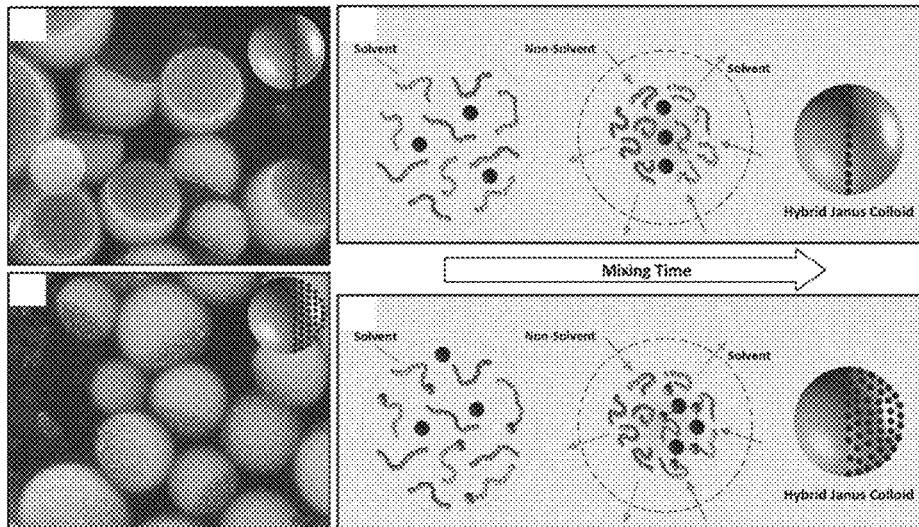 Solvent
Non-Solvent
Solvent
Hybrid Janus Colloid
Mixing Time
Solvent
Non-Solvent
Solvent
Hybrid Janus Colloid